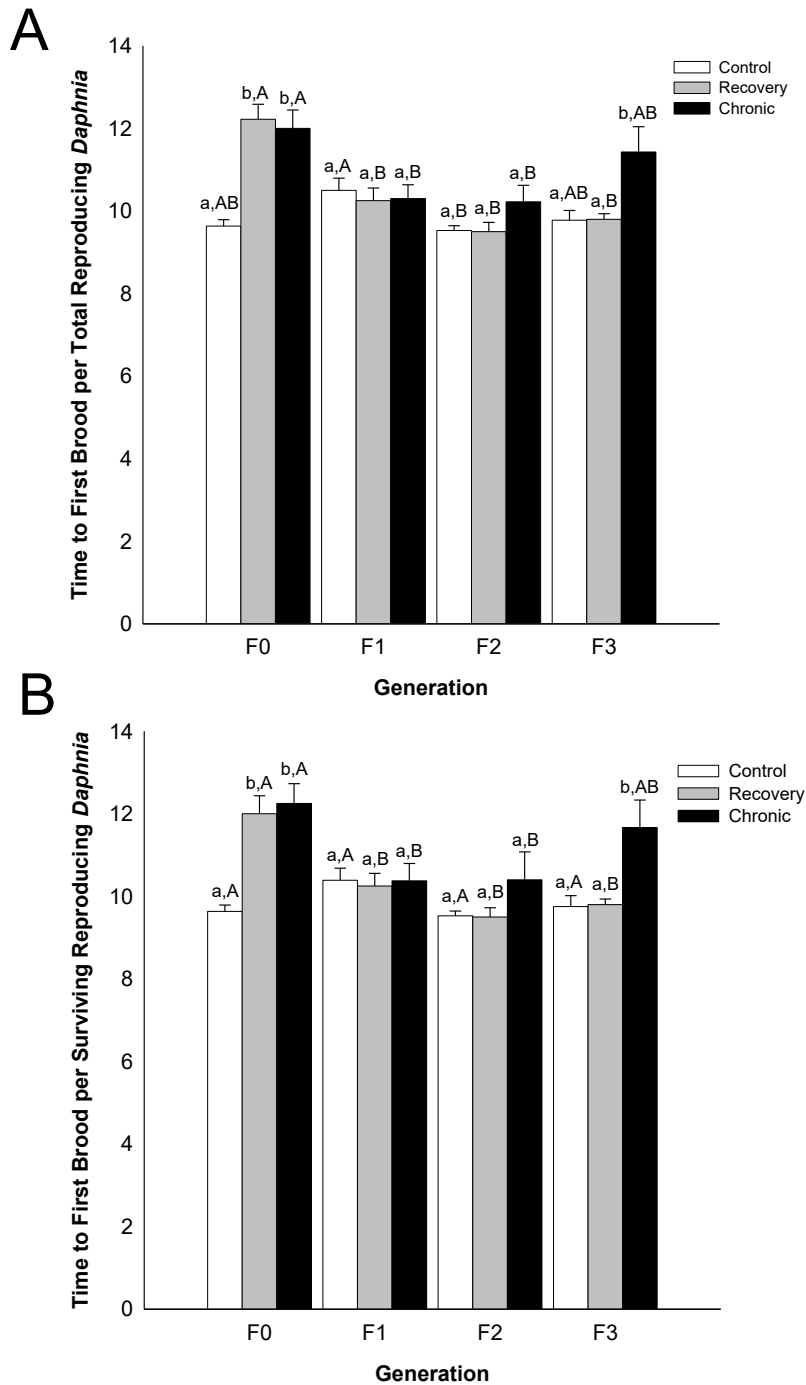 A
Time to First Brood per Total Reproducing Daphnia
14
12
10
8
6
4
2
0
Control
Recovery
Chronic
a,AB
b,A
b,A
a,A
a,B
a,B
a,B
a,B
a,B
a,AB
a,B
b,AB
F0
F1
F2
F3
Generation
B
Time to First Brood per Surviving Reproducing Daphnia
14
12
10
8
6
4
2
0
Control
Recovery
Chronic
a,A
b,A
b,A
a,A
a,B
a,B
a,A
a,B
a,B
a,A
a,B
b,AB
F0
F1
F2
F3
Generation